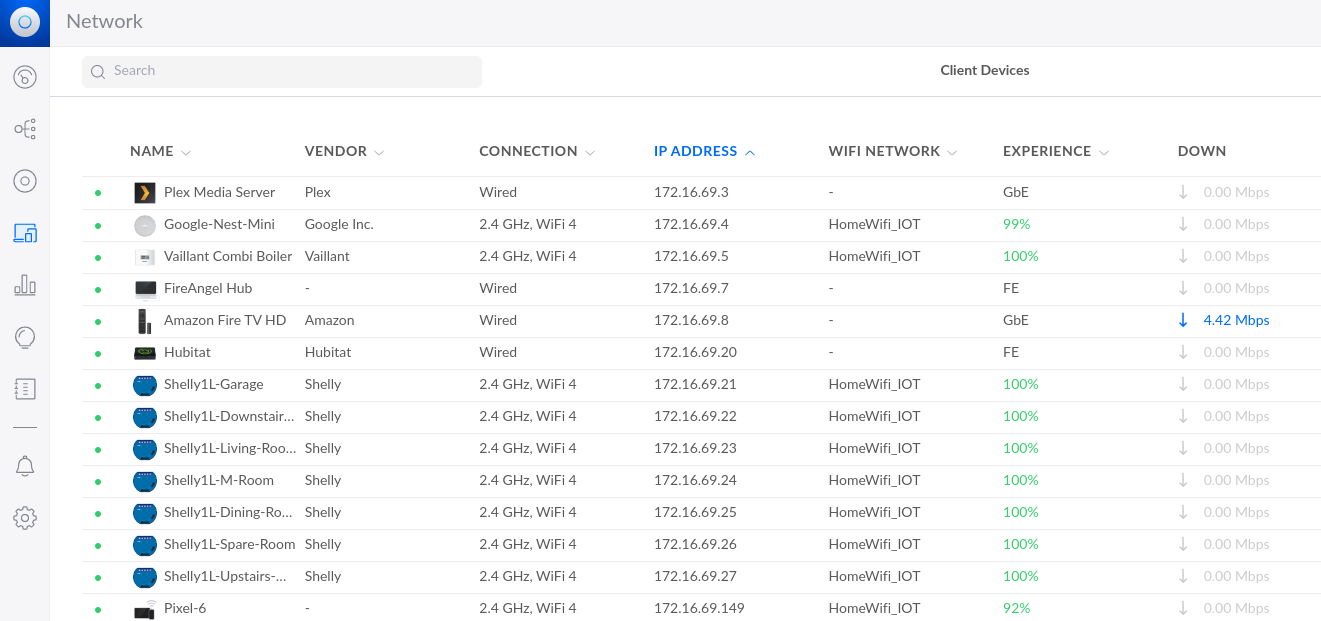 Network
Search
Client Devices
NAME VENDOR CONNECTION IP ADDRESS WIFI NETWORK EXPERIENCE DOWN
Plex Media Server Plex Wired 172.16.69.3 - GbE 0.00 Mbps
Google-Nest-Mini Google Inc. 2.4 GHz, WiFi 4 172.16.69.4 HomeWifi_IOT 99% 0.00 Mbps
Vaillant Combi Boiler Vaillant 2.4 GHz, WiFi 4 172.16.69.5 HomeWifi_IOT 100% 0.00 Mbps
FireAngel Hub - Wired 172.16.69.7 - FE 0.00 Mbps
Amazon Fire TV HD Amazon Wired 172.16.69.8 - GbE 4.42 Mbps
Hubitat Hubitat Wired 172.16.69.20 - FE 0.00 Mbps
Shelly1L-Garage Shelly 2.4 GHz, WiFi 4 172.16.69.21 HomeWifi_IOT 100% 0.00 Mbps
Shelly1L-Downstair... Shelly 2.4 GHz, WiFi 4 172.16.69.22 HomeWifi_IOT 100% 0.00 Mbps
Shelly1L-Living-Roo... Shelly 2.4 GHz, WiFi 4 172.16.69.23 HomeWifi_IOT 100% 0.00 Mbps
Shelly1L-M-Room Shelly 2.4 GHz, WiFi 4 172.16.69.24 HomeWifi_IOT 100% 0.00 Mbps
Shelly1L-Dining-Ro... Shelly 2.4 GHz, WiFi 4 172.16.69.25 HomeWifi_IOT 100% 0.00 Mbps
Shelly1L-Spare-Room Shelly 2.4 GHz, WiFi 4 172.16.69.26 HomeWifi_IOT 100% 0.00 Mbps
Shelly1L-Upstairs-... Shelly 2.4 GHz, WiFi 4 172.16.69.27 HomeWifi_IOT 100% 0.00 Mbps
Pixel-6 - 2.4 GHz, WiFi 4 172.16.69.149 HomeWifi_IOT 92% 0.00 Mbps